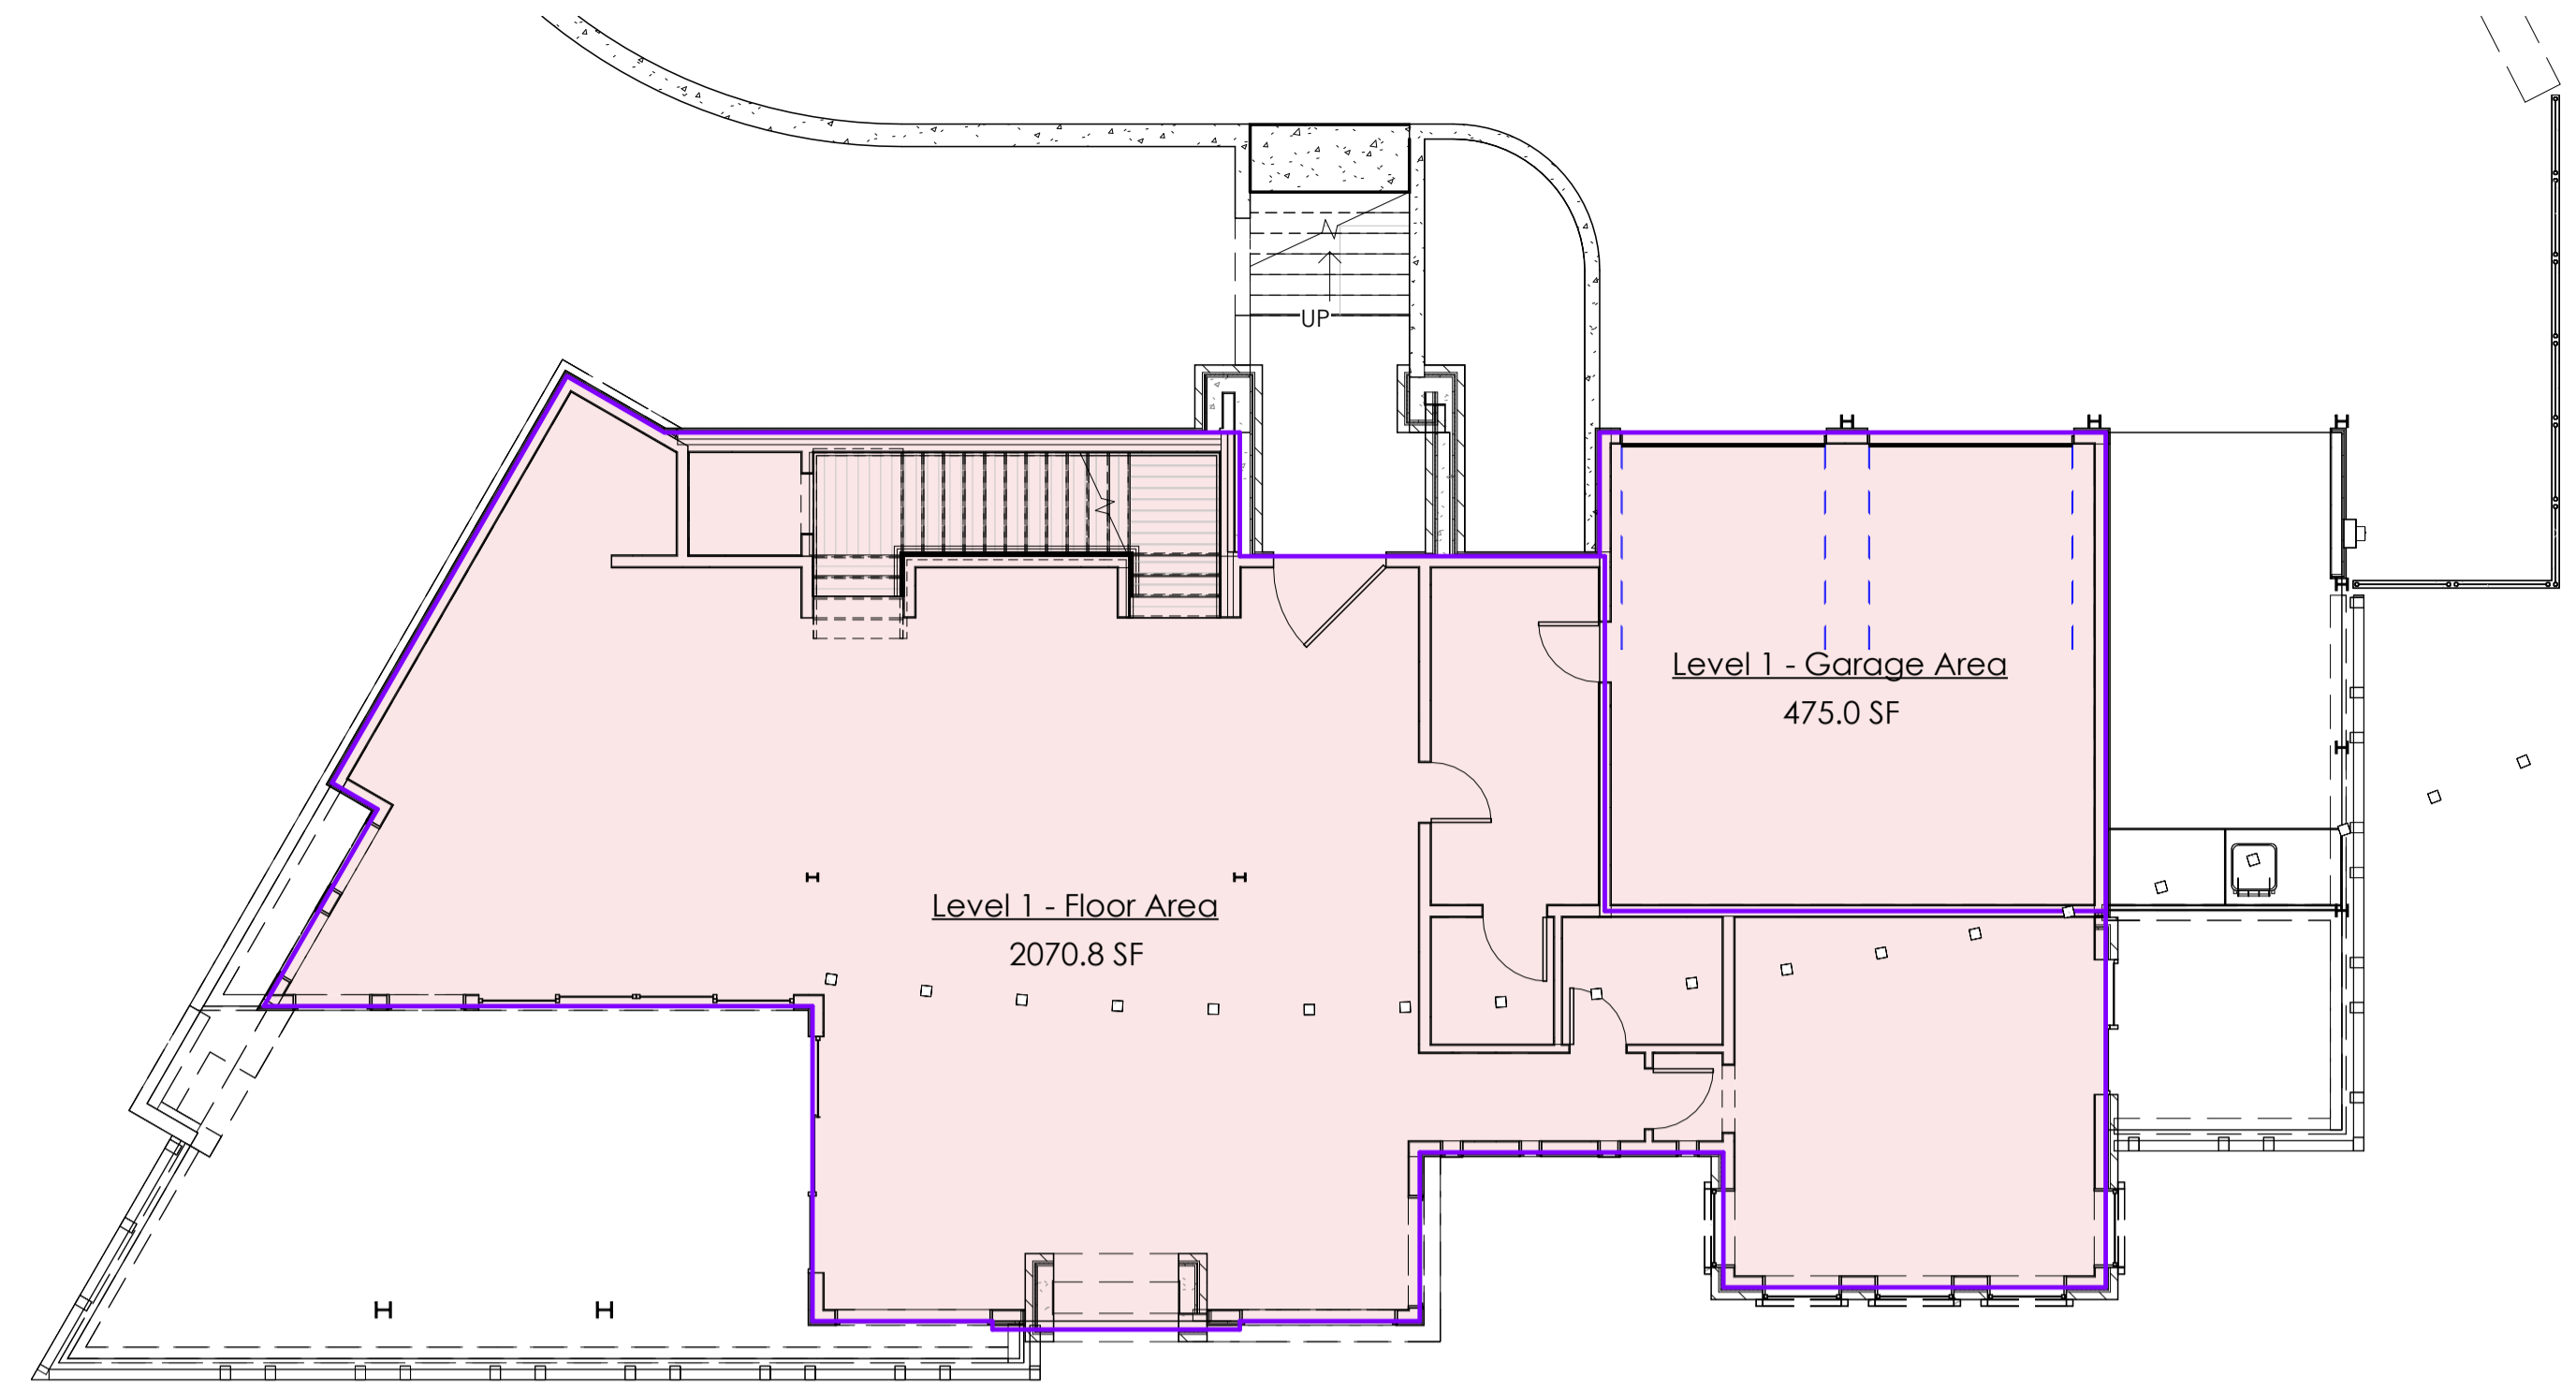 UP
Level 1 - Garage Area
475.0 SF
Level 1 - Floor Area
2070.8 SF